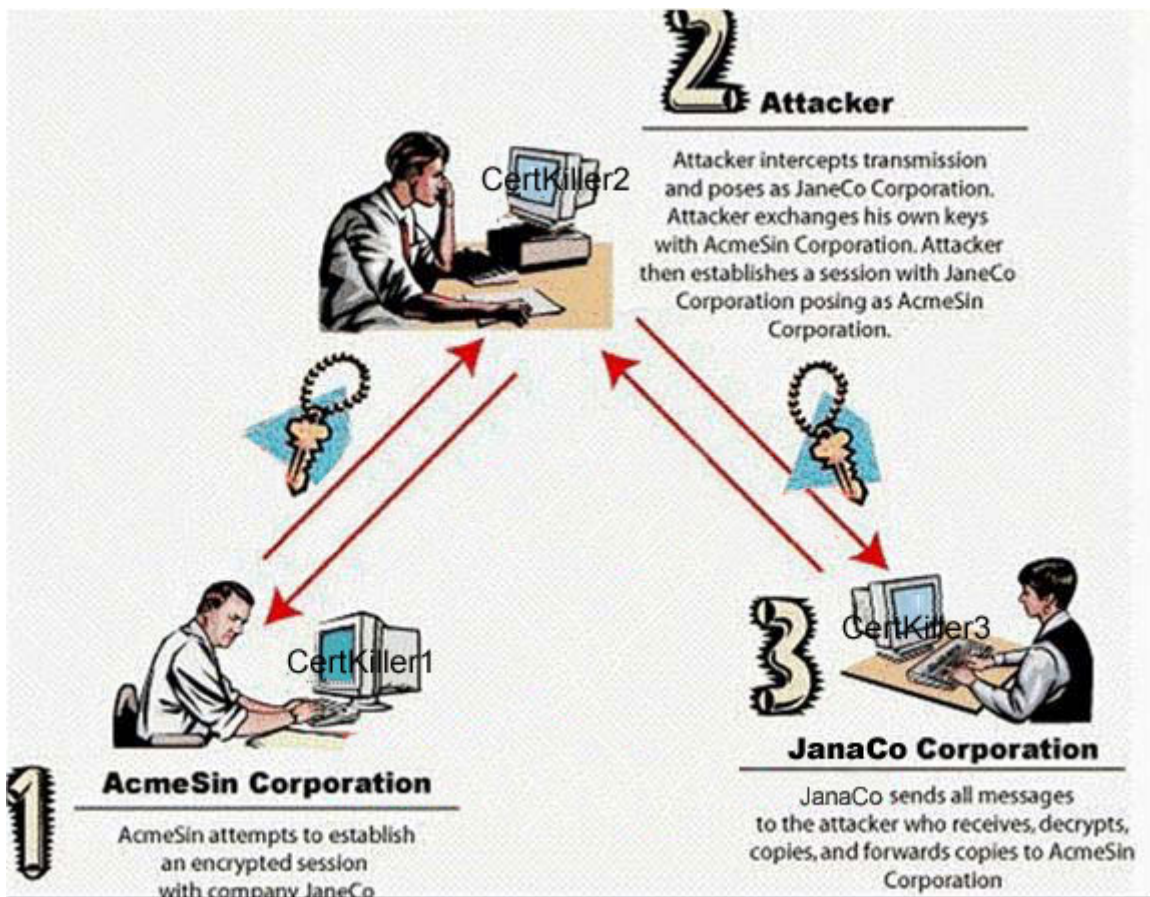 2
Attacker
Attacker intercepts transmission
and poses as JaneCo Corporation.
Attacker exchanges his own keys
with AcmeSin Corporation. Attacker
then establishes a session with JaneCo
Corporation posing as AcmeSin
Corporation.
CertKiller2
CertKiller1
1
AcmeSin Corporation
AcmeSin attempts to establish
an encrypted session
with company JaneCo
CertKiller3
3
JanaCo Corporation
JanaCo sends all messages
to the attacker who receives, decrypts,
copies, and forwards copies to AcmeSin
Corporation